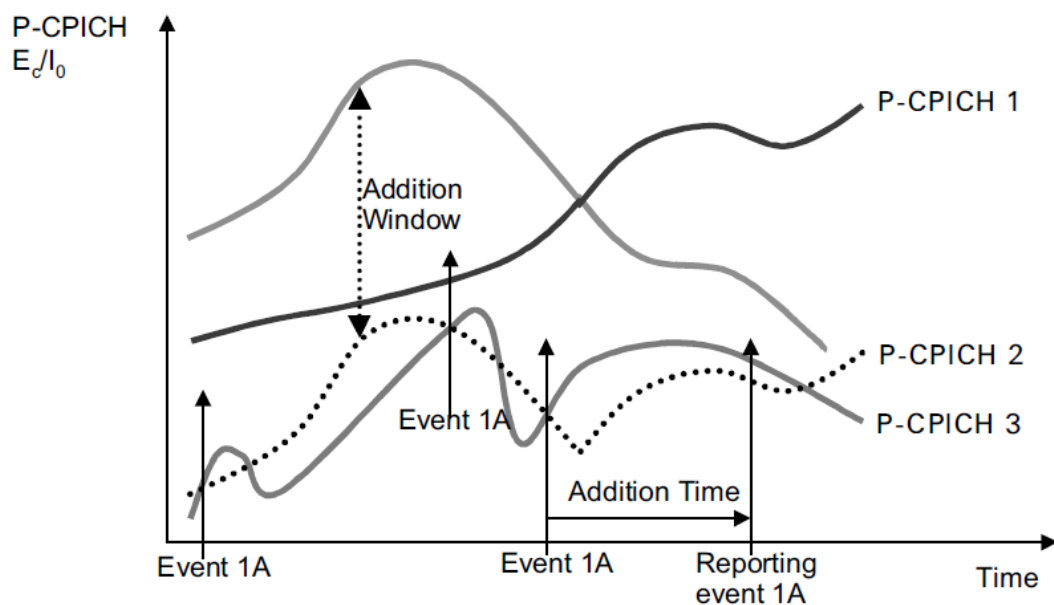 P-CPICH
Ec/I0
P-CPICH 1
Addition
Window
P-CPICH 2
Event 1A
P-CPICH 3
Addition Time
Event 1A
Event 1A
Reporting
event 1A
Time